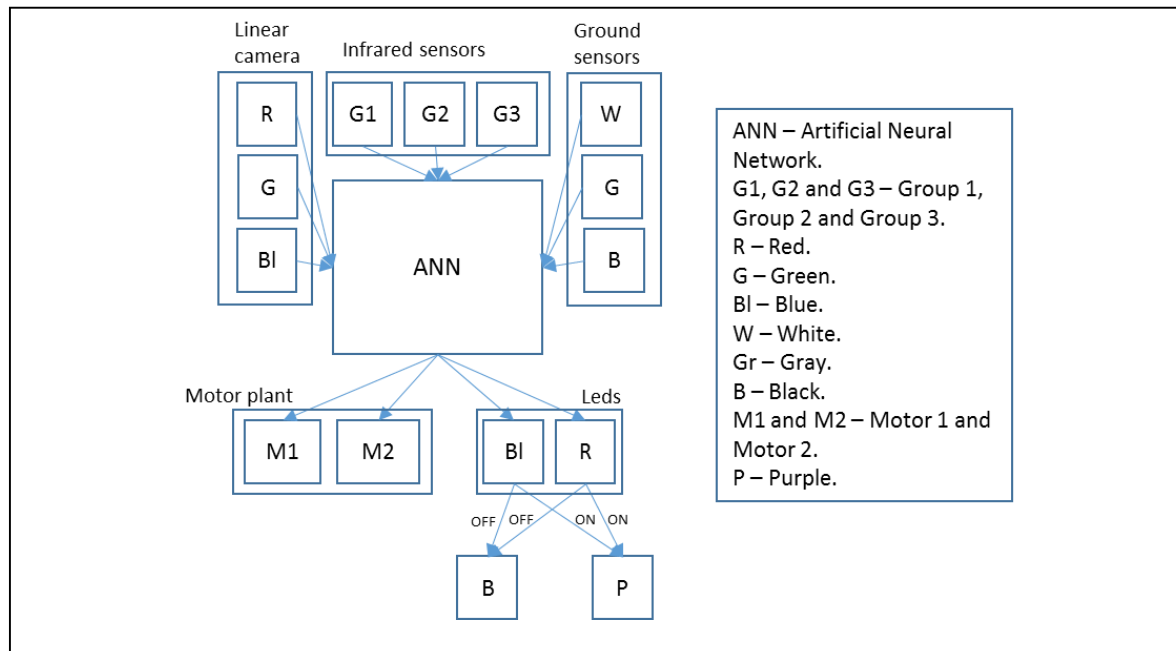 Linear
camera
Infrared sensors
Ground
sensors
R
G
Bl
G1
G2
G3
W
G
B
ANN
Motor plant
M1
M2
Leds
Bl
R
OFF
OFF
ON
ON
B
P
ANN – Artificial Neural
Network.
G1, G2 and G3 – Group 1,
Group 2 and Group 3.
R – Red.
G – Green.
Bl – Blue.
W – White.
Gr – Gray.
B – Black.
M1 and M2 – Motor 1 and
Motor 2.
P – Purple.